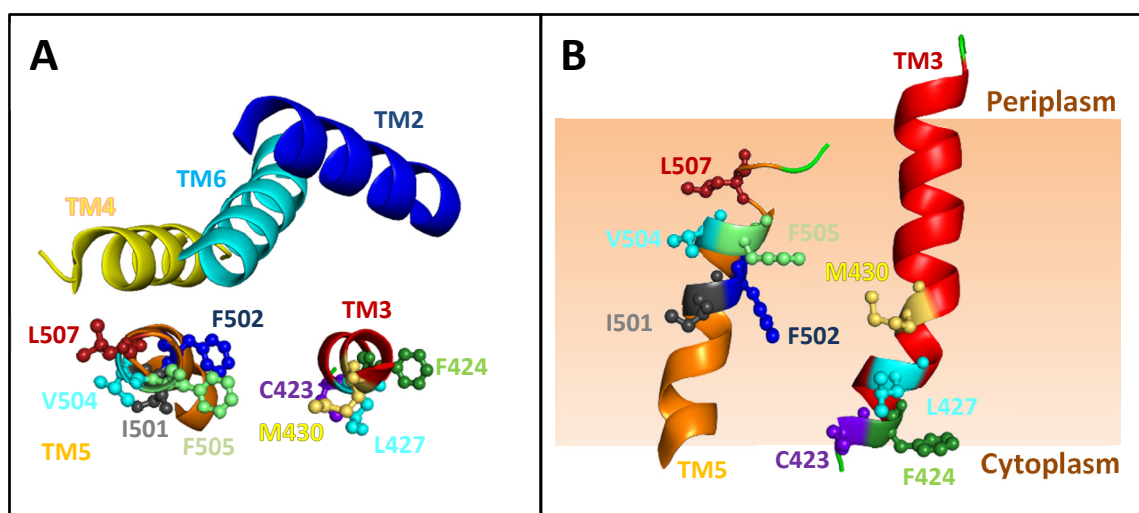 A
TM2
TM6
TM4
L507
F502
TM3
F424
V504
C423
I501
M430
F505
L427
TM5
B
TM3
Periplasm
L507
V504
F505
M430
I501
F502
L427
C423
TM5
Cytoplasm
F424